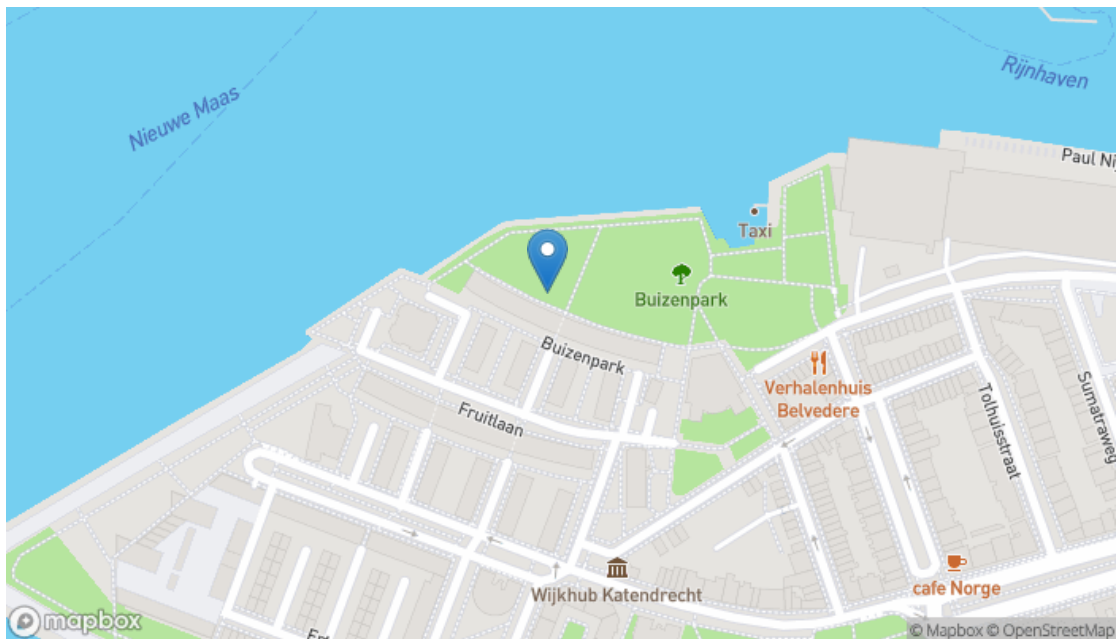 Nieuwe Maas
Rijnhaven
Paul Nij
Taxi
Buizenpark
Buizenpark
Verhalenhuis
Belvedere
Fruitlaan
Tolhuisstraat
Sumatraweg
Wijkhub Katendrecht
cafe Norge
mapbox
© Mapbox © OpenStreetMap